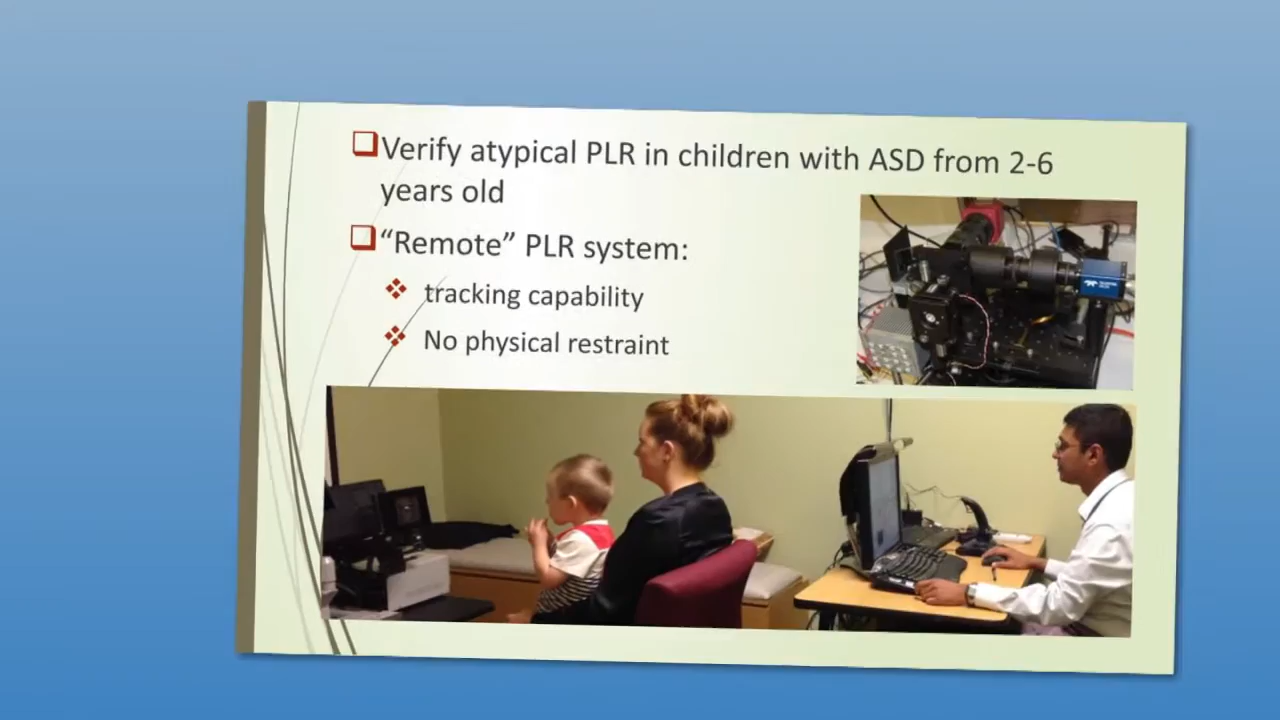 Verify atypical PLR in children with ASD from 2-6
years old
“Remote” PLR system:
tracking capability
No physical restraint